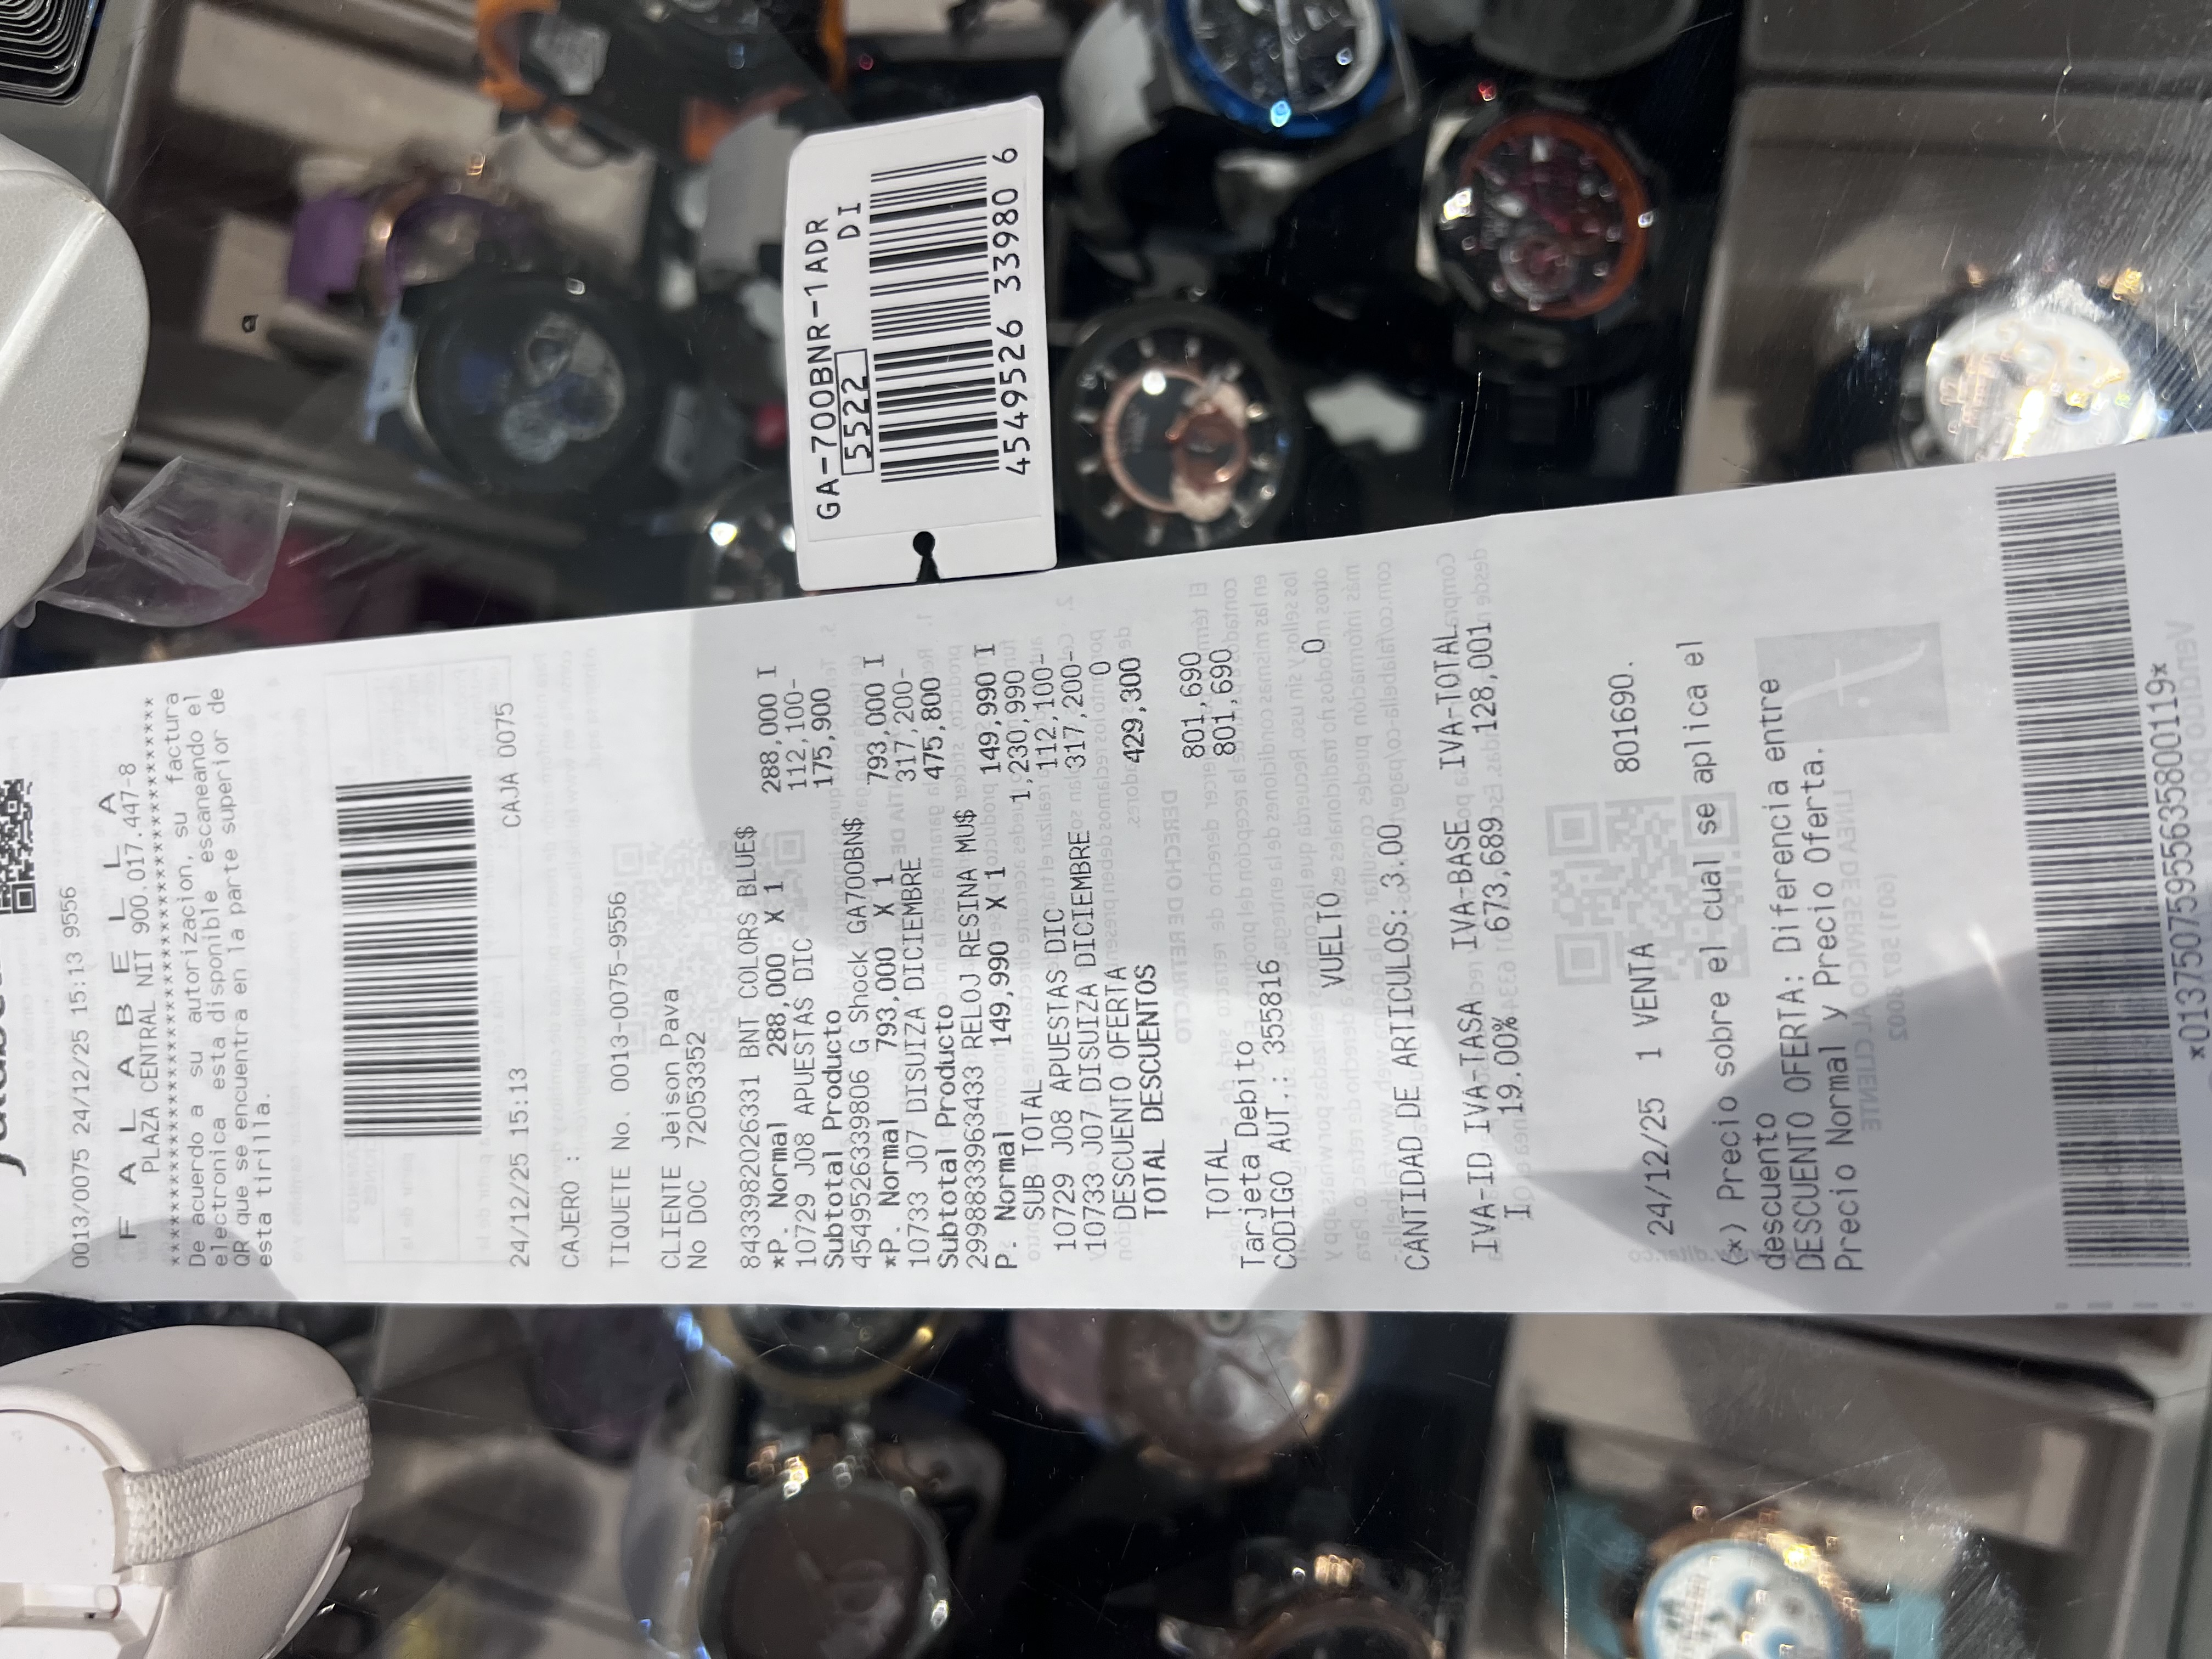 0013/0075 24/12/25 15:13 9556
F A L A B E L L A
PLAZA CENTRAL NIT 900.017.447-8
De acuerdo a su autorizacion, su factura
electronica esta disponible escaneando el
QR que se encuentra en la parte superior de
esta tirilla.
24/12/25 15:13 CAJA 0075
CAJERO :
TIQUETE No. 0013-0075-9556
CLIENTE Jeison Pava
No DOC 72053352
8433982026331 BNT COLORS BLUE$
*P. Normal 288,000 X 1 288,000 I
10729 J08 APUESTAS DIC 112,100-
Subtotal Producto 175,900
4549526339806 G Shock GA700BN$
*P. Normal 793,000 X 1 793,000 I
10733 J07 DISUIZA DICIEMBRE 317,200-
Subtotal Producto 475,800
2998833963433 RELOJ RESINA MU$
P. Normal 149,990 X 1 149,990 I
SUB TOTAL 1,230,990
10729 J08 APUESTAS DIC 112,100-
10733 J07 DISUIZA DICIEMBRE 317,200-
DESCUENTO OFERTA 0
TOTAL DESCUENTOS 429,300
TOTAL 801,690
Tarjeta Debito 801,690
CODIGO AUT.: 355816
VUELTO 0
CANTIDAD DE ARTICULOS: 3.00
IVA-ID IVA-TASA IVA-BASE IVA-TOTAL
I 19.00% 673,689 128,001
24/12/25 1 VENTA 801690.
(*) Precio sobre el cual se aplica el
descuento
DESCUENTO OFERTA: Diferencia entre
Precio Normal y Precio Oferta.
*01375075955635800119*
GA-700BNR-1ADR
5522 DI
4549526 33980 6